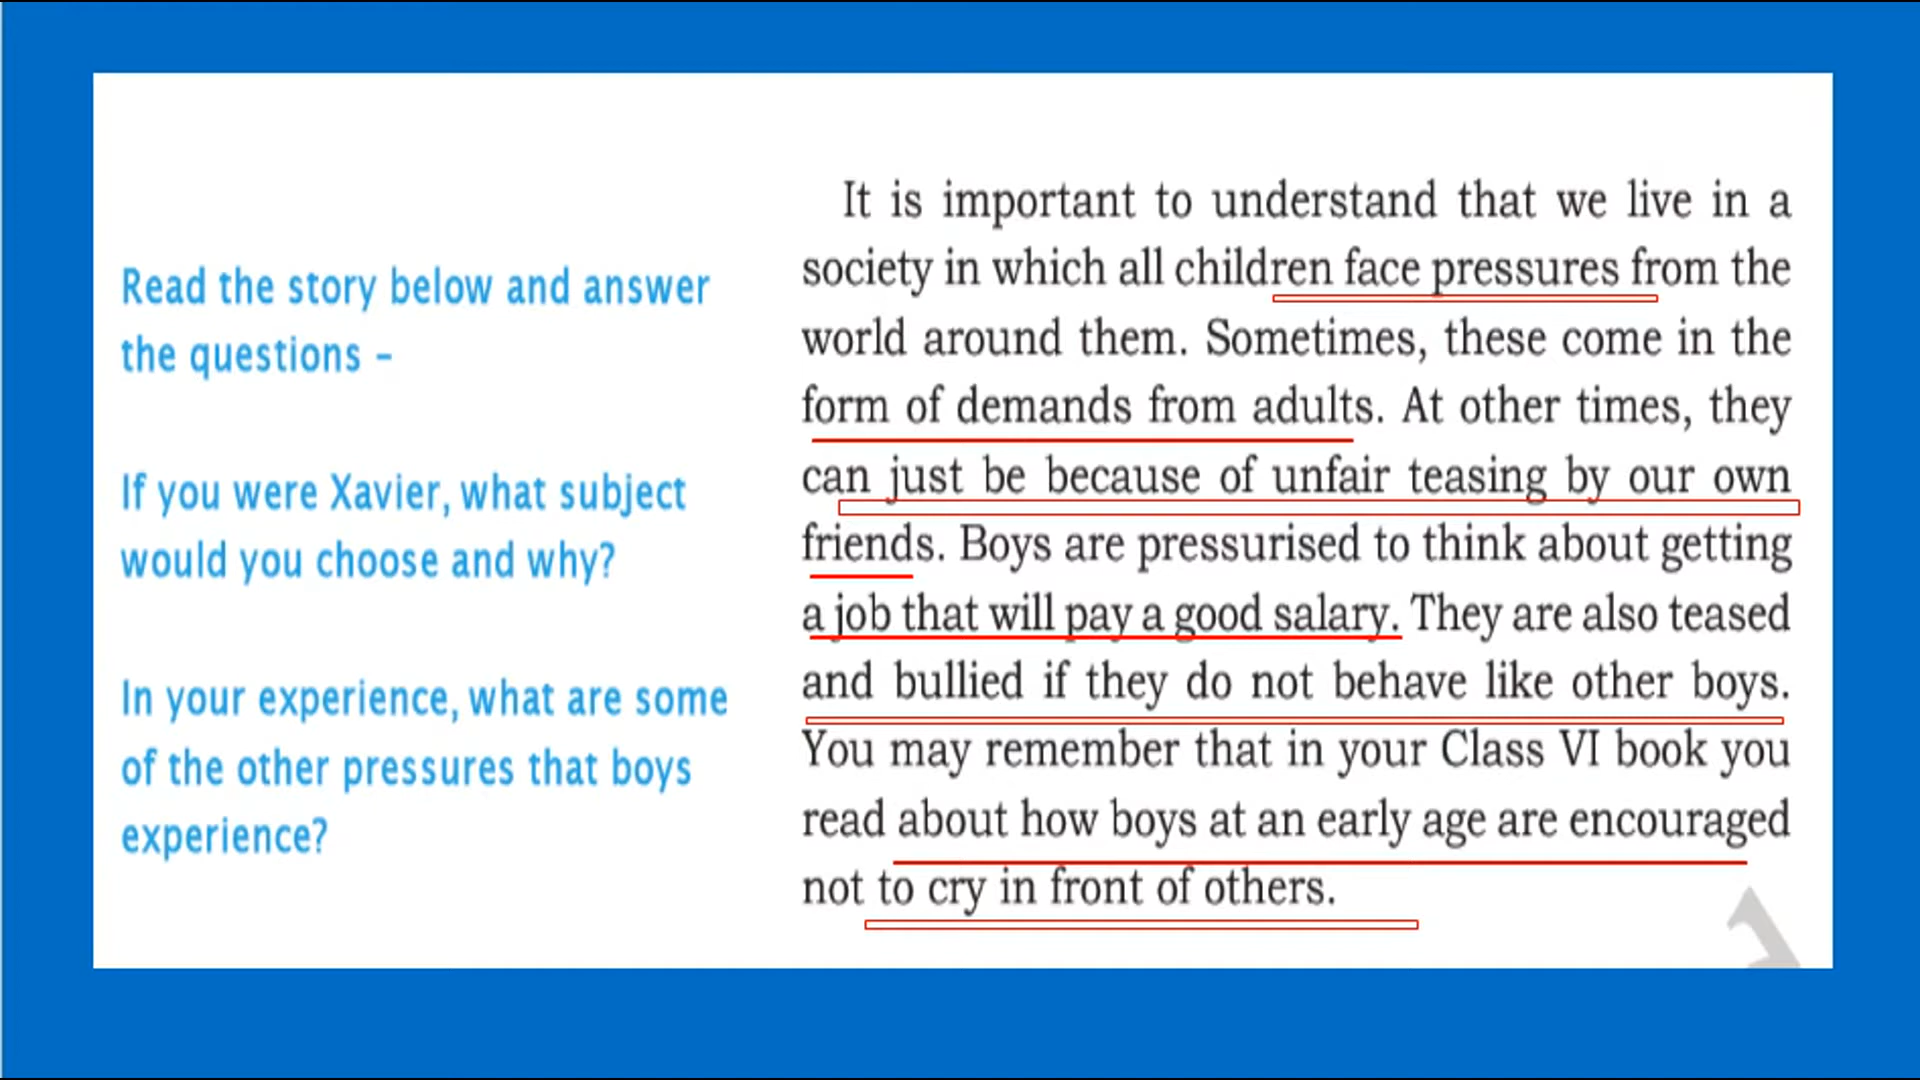 Read the story below and answer
the questions –
If you were Xavier, what subject
would you choose and why?
In your experience, what are some
of the other pressures that boys
experience?
It is important to understand that we live in a
society in which all children face pressures from the
world around them. Sometimes, these come in the
form of demands from adults. At other times, they
can just be because of unfair teasing by our own
friends. Boys are pressurised to think about getting
a job that will pay a good salary. They are also teased
and bullied if they do not behave like other boys.
You may remember that in your Class VI book you
read about how boys at an early age are encouraged
not to cry in front of others.